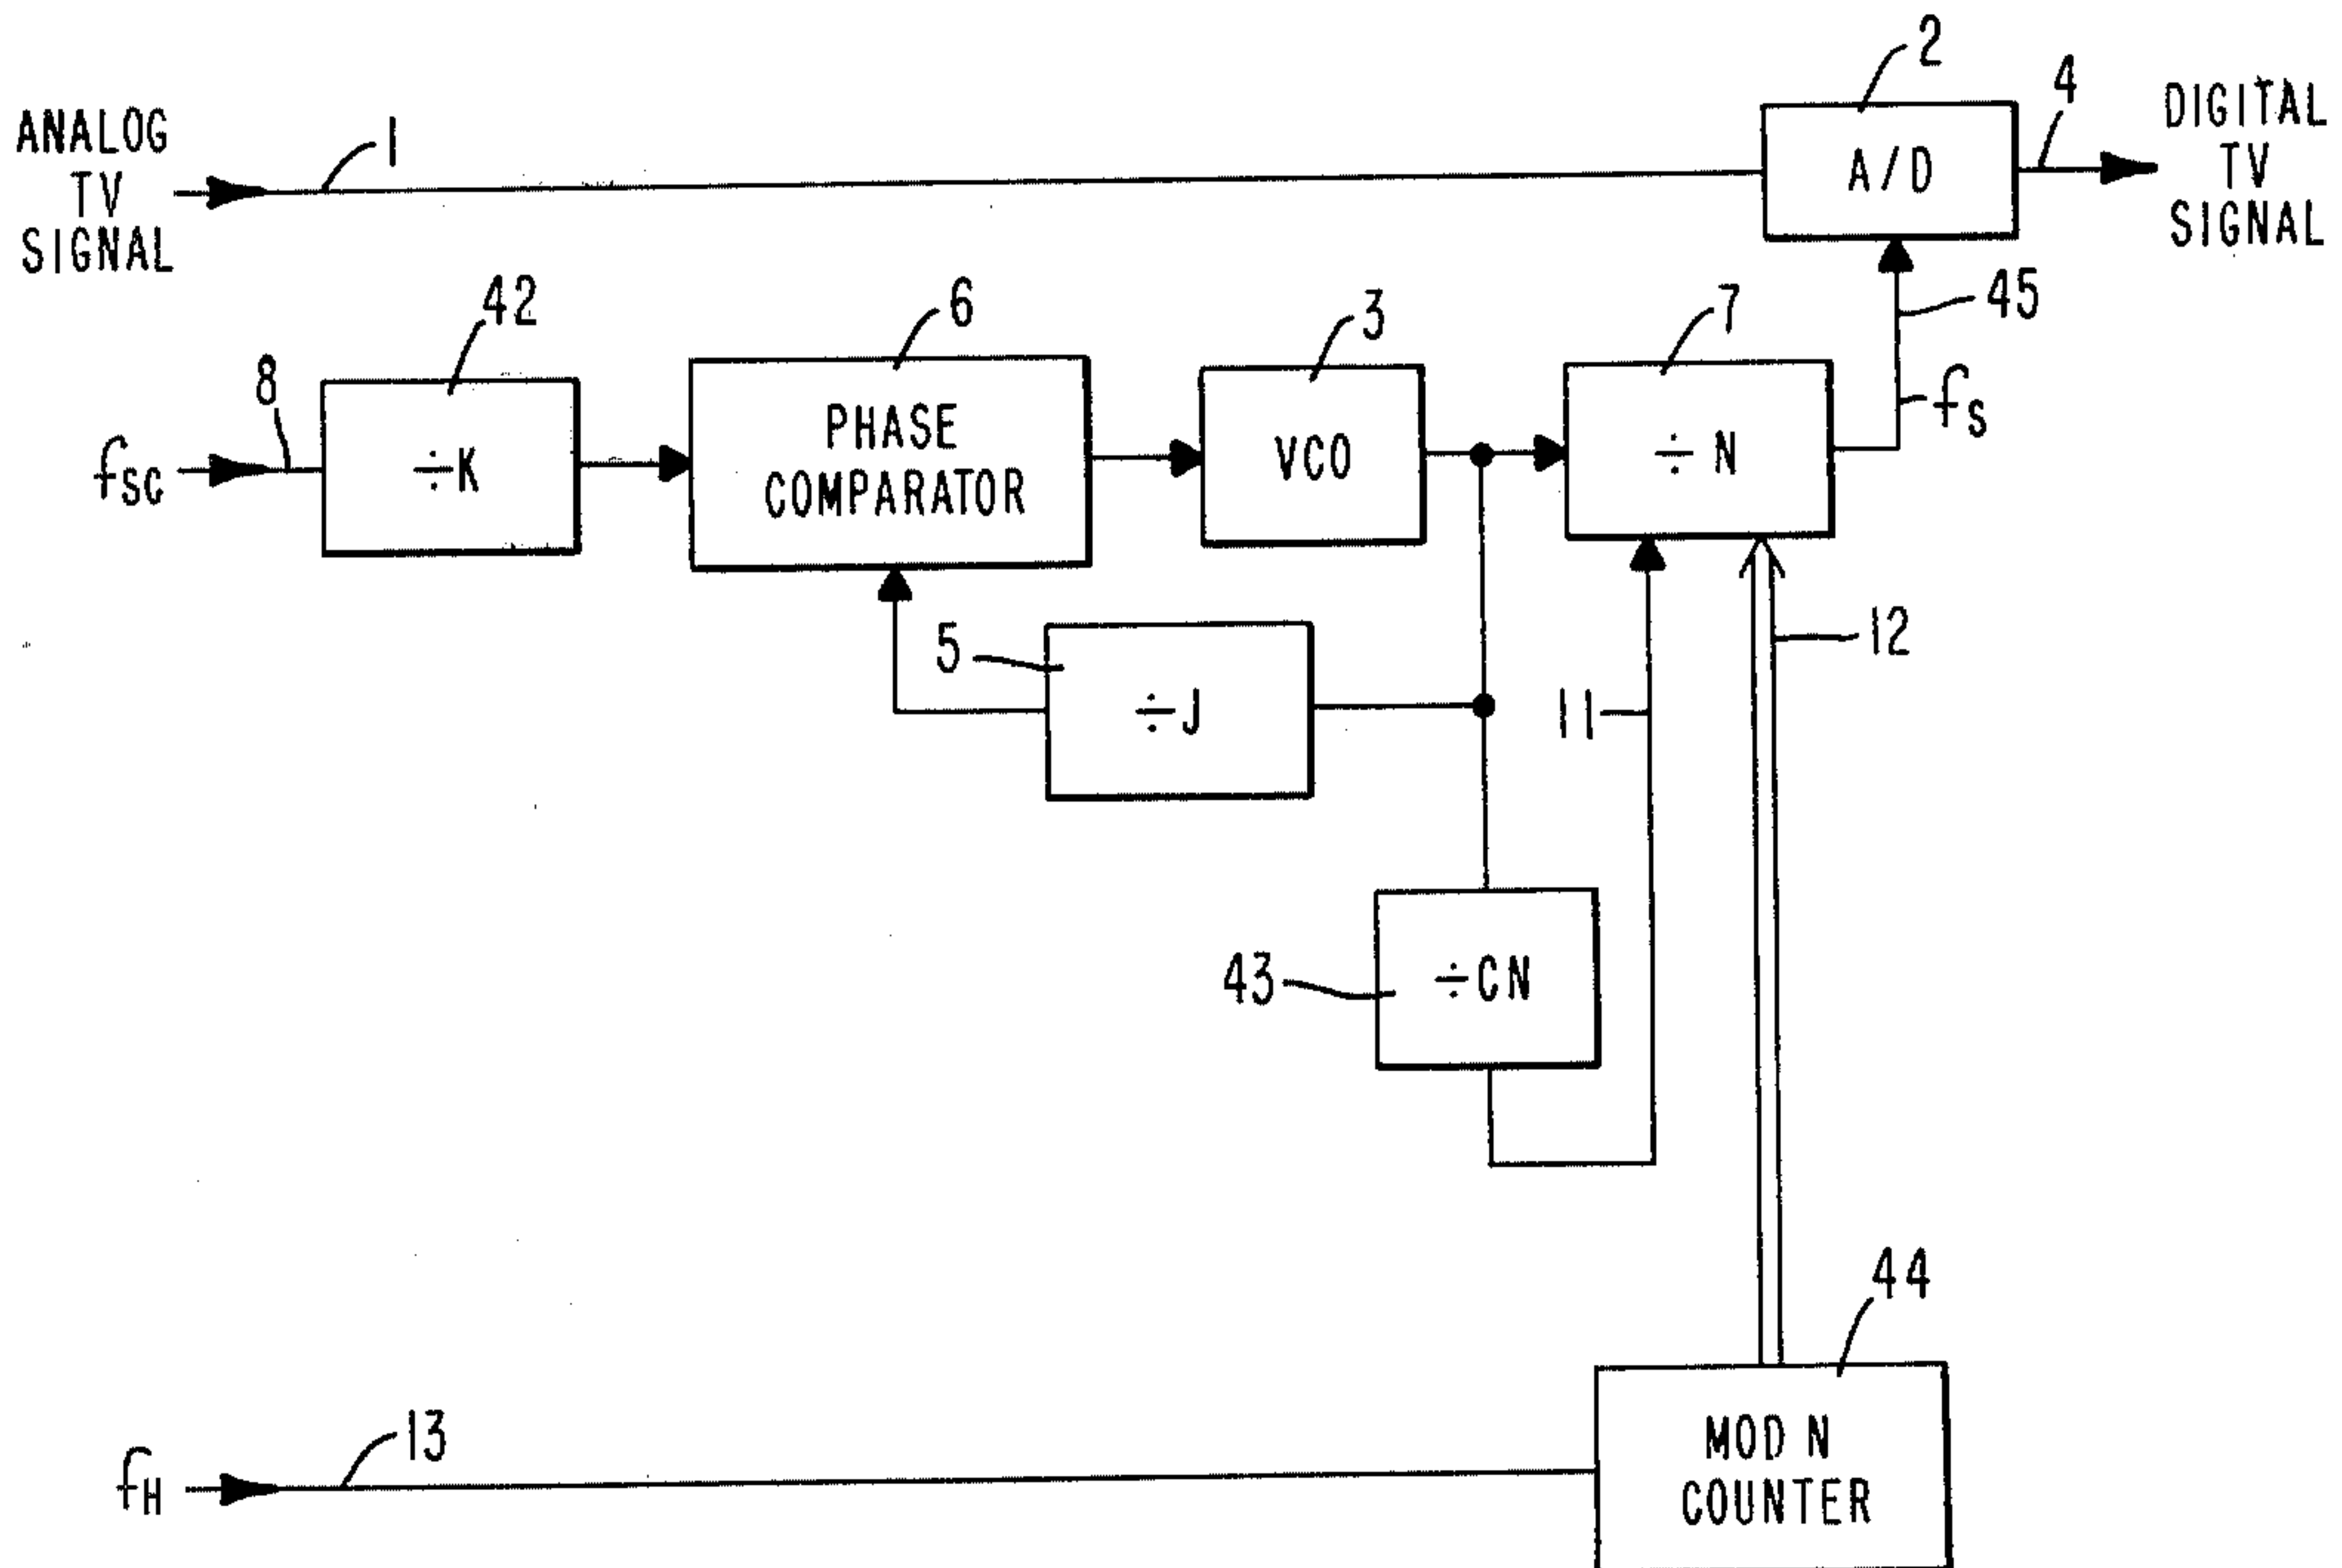 ANALOG
TV
SIGNAL
1
2
A/D
4
DIGITAL
TV
SIGNAL
45
fS
fSC
8
42
÷K
6
PHASE
COMPARATOR
3
VCO
7
÷N
5
÷J
11
12
43
÷CN
44
MOD N
COUNTER
fH
13